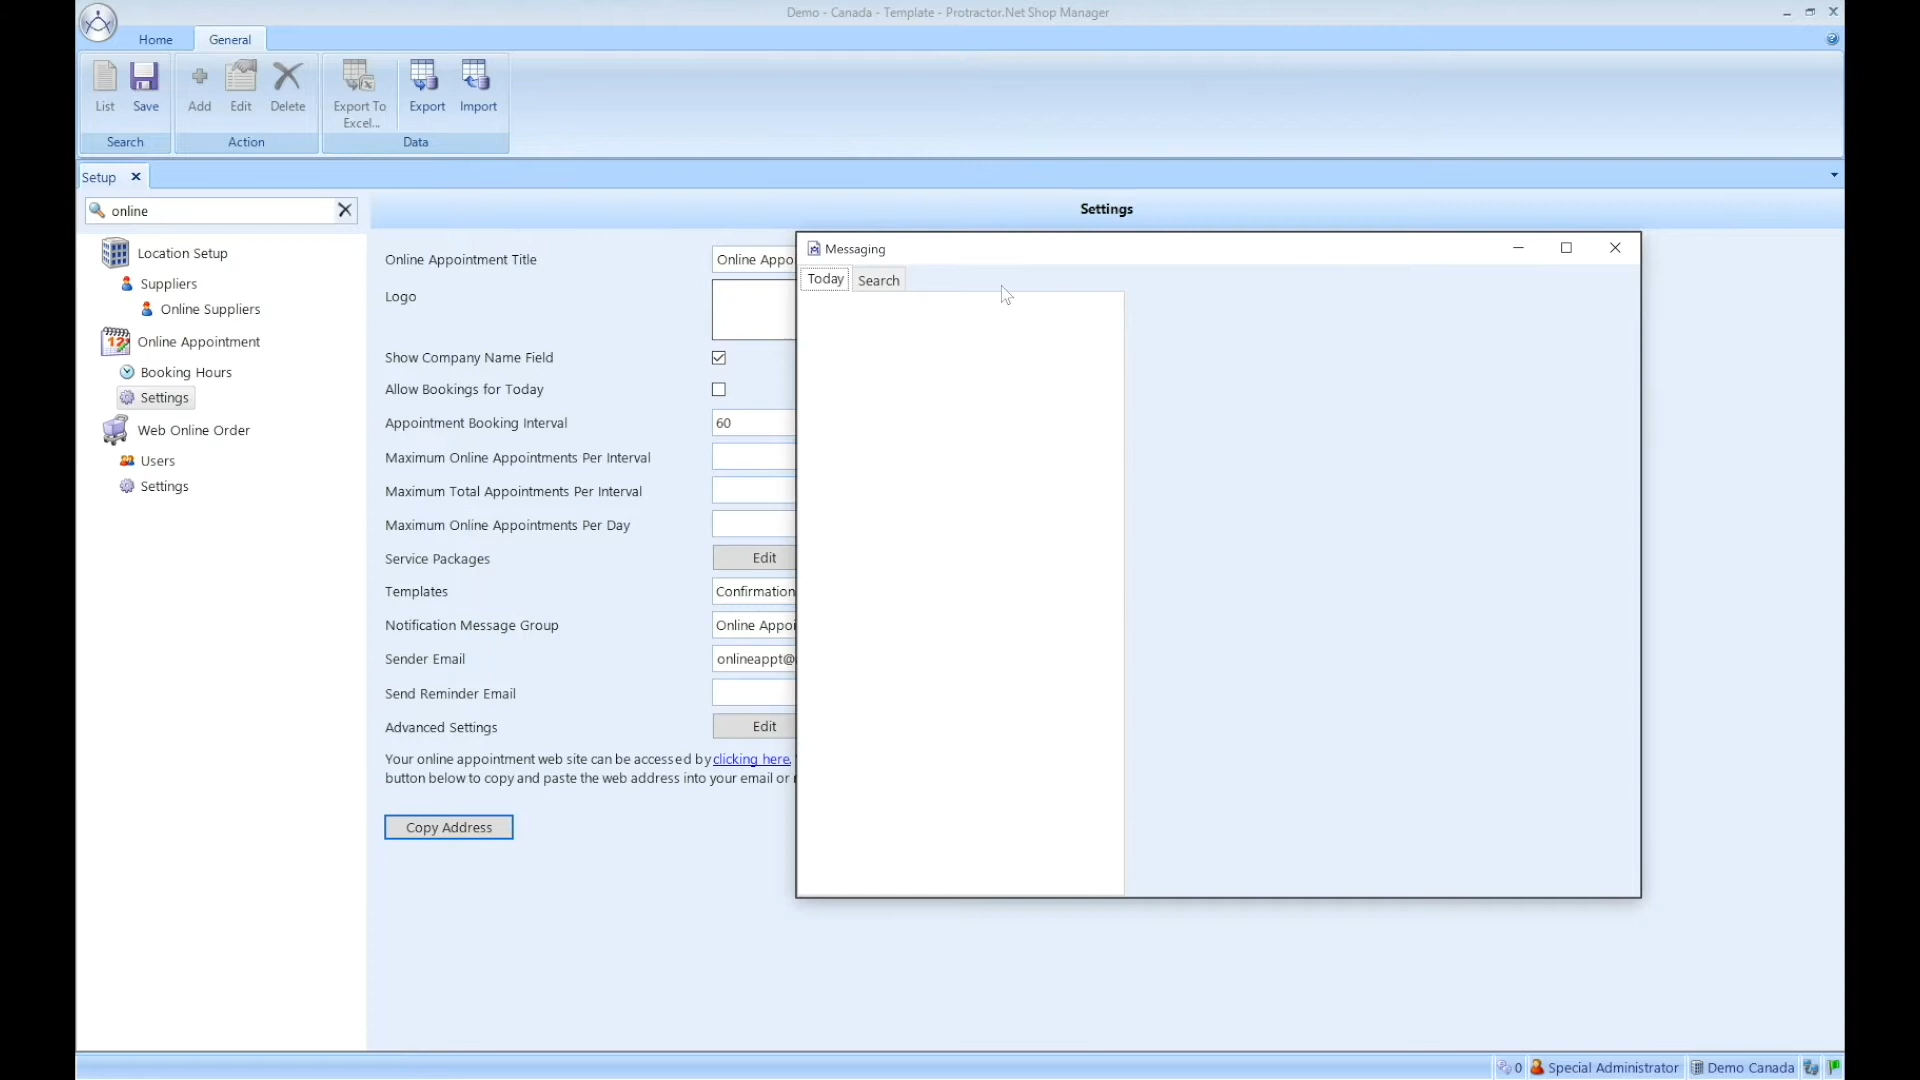 Demo - Canada - Template - Protractor.Net Shop Manager
Home
General
List
Save
Add
Edit
Delete
Export To
Excel...
Export
Import
Search
Action
Data
Setup
online
Settings
Location Setup
Suppliers
Online Suppliers
Online Appointment
Booking Hours
Settings
Web Online Order
Users
Settings
Online Appointment Title
Online Appo
Logo
Show Company Name Field
Allow Bookings for Today
Appointment Booking Interval
60
Maximum Online Appointments Per Interval
Maximum Total Appointments Per Interval
Maximum Online Appointments Per Day
Service Packages
Edit
Templates
Confirmation
Notification Message Group
Online Appoi
Sender Email
onlineappt@
Send Reminder Email
Advanced Settings
Edit
Your online appointment web site can be accessed by clicking here.
button below to copy and paste the web address into your email or
Copy Address
Messaging
Today
Search
0
Special Administrator
Demo Canada